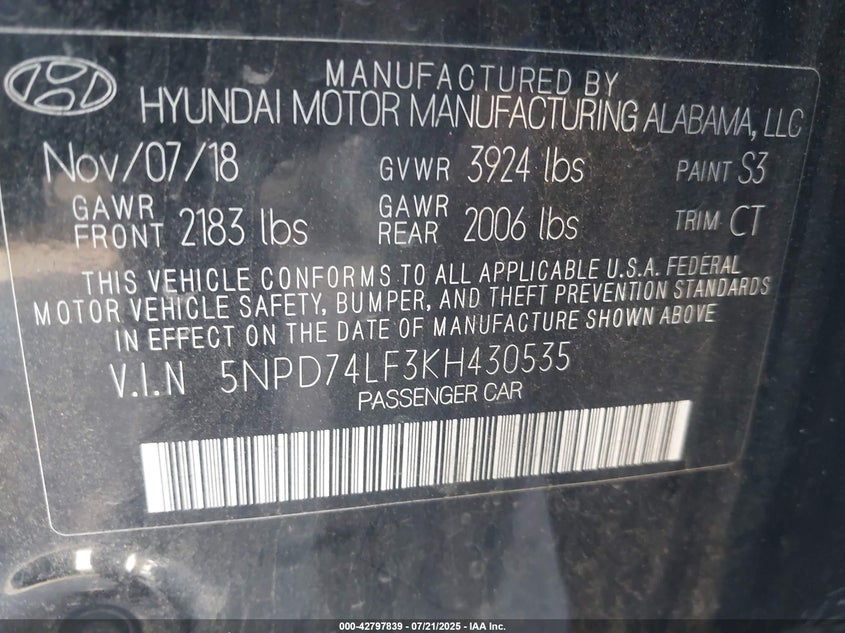 MANUFACTURED BY
HYUNDAI MOTOR MANUFACTURING ALABAMA, LLC
Nov/07/18 GVWR 3924 lbs PAINT S3
GAWR FRONT 2183 lbs GAWR REAR 2006 lbs TRIM CT
THIS VEHICLE CONFORMS TO ALL APPLICABLE U.S.A. FEDERAL
MOTOR VEHICLE SAFETY, BUMPER, AND THEFT PREVENTION STANDARDS
IN EFFECT ON THE DATE OF MANUFACTURE SHOWN ABOVE
V.I.N 5NPD74LF3KH430535
PASSENGER CAR
000-42797839 - 07/21/2025 - IAA Inc.